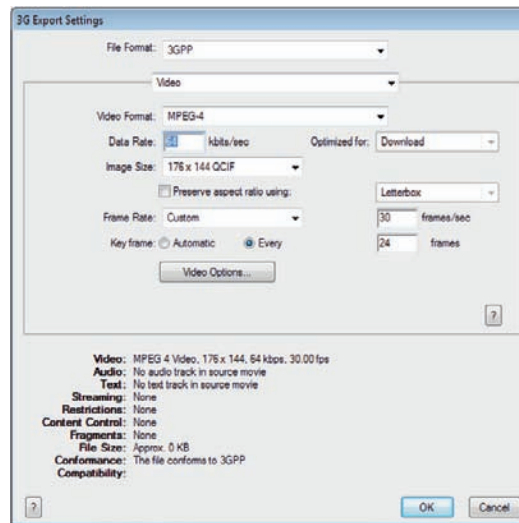 3G Export Settings
File Format: 3GPP
Video
Video Format: MPEG-4
Data Rate: 64 kbits/sec Optimized for: Download
Image Size: 176 x 144 QCIF
Preserve aspect ratio using: Letterbox
Frame Rate: Custom 30 frames/sec
Key frame: Automatic Every 24 frames
Video Options...
?
Video: MPEG 4 Video, 176 x 144, 64 kbps, 30.00 fps
Audio: No audio track in source movie
Text: No text track in source movie
Streaming: None
Restrictions: None
Content Control: None
Fragments: None
File Size: Approx. 0 KB
Conformance: The file conforms to 3GPP
Compatibility:
? OK Cancel